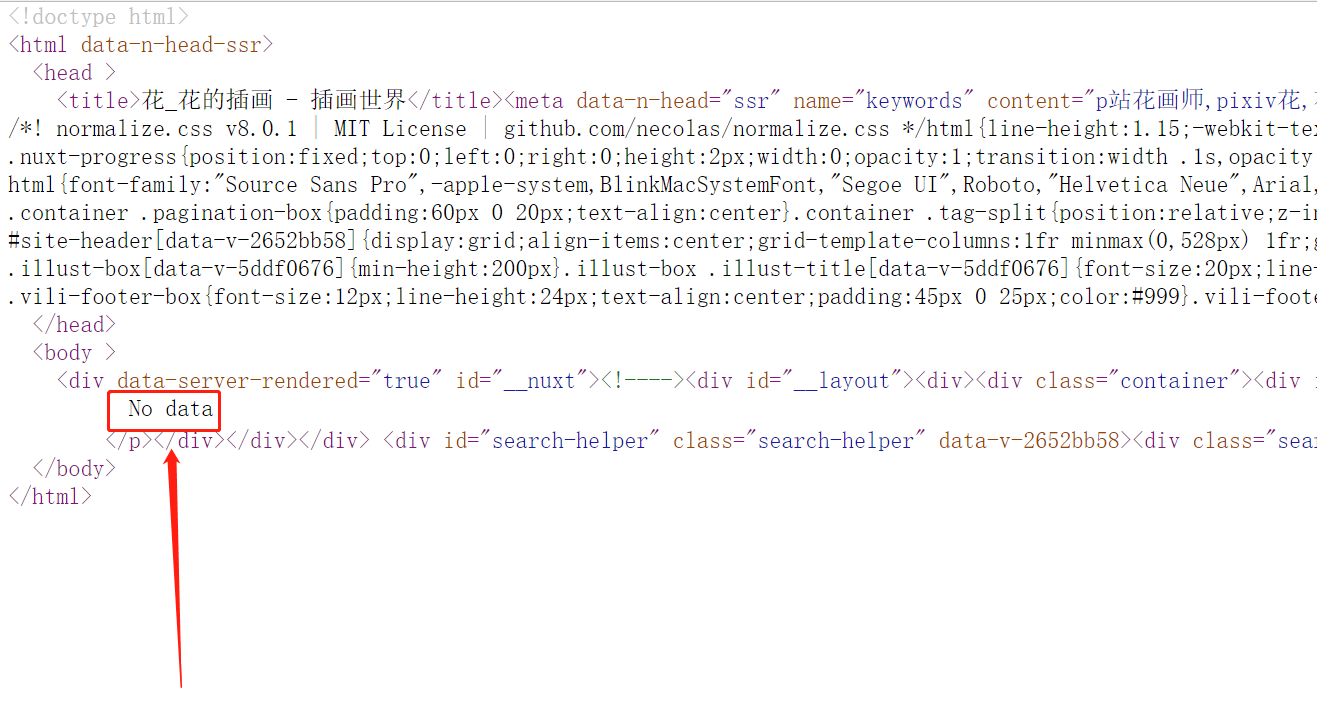 <!doctype html>
<html data-n-head-ssr>
<head >
<title>花_花的插画 - 插画世界</title><meta data-n-head="ssr" name="keywords" content="p站花画师,pixiv花,
/*! normalize.css v8.0.1 | MIT License | github.com/necolas/normalize.css */html{line-height:1.15;-webkit-te
.nuxt-progress{position:fixed;top:0;left:0;right:0;height:2px;width:0;opacity:1;transition:width .1s,opacity
html{font-family:"Source Sans Pro",-apple-system,BlinkMacSystemFont,"Segoe UI",Roboto,"Helvetica Neue",Arial,
.container .pagination-box{padding:60px 0 20px;text-align:center}.container .tag-split{position:relative;z-i
#site-header[data-v-2652bb58]{display:grid;align-items:center;grid-template-columns:1fr minmax(0,528px) 1fr;
.illust-box[data-v-5ddf0676]{min-height:200px}.illust-box .illust-title[data-v-5ddf0676]{font-size:20px;line-
.vili-footer-box{font-size:12px;line-height:24px;text-align:center;padding:45px 0 25px;color:#999}.vili-foote
</head>
<body >
<div data-server-rendered="true" id="__nuxt"><!----><div id="__layout"><div><div class="container"><div
No data
</p></div></div></div> <div id="search-helper" class="search-helper" data-v-2652bb58><div class="sea
</body>
</html>